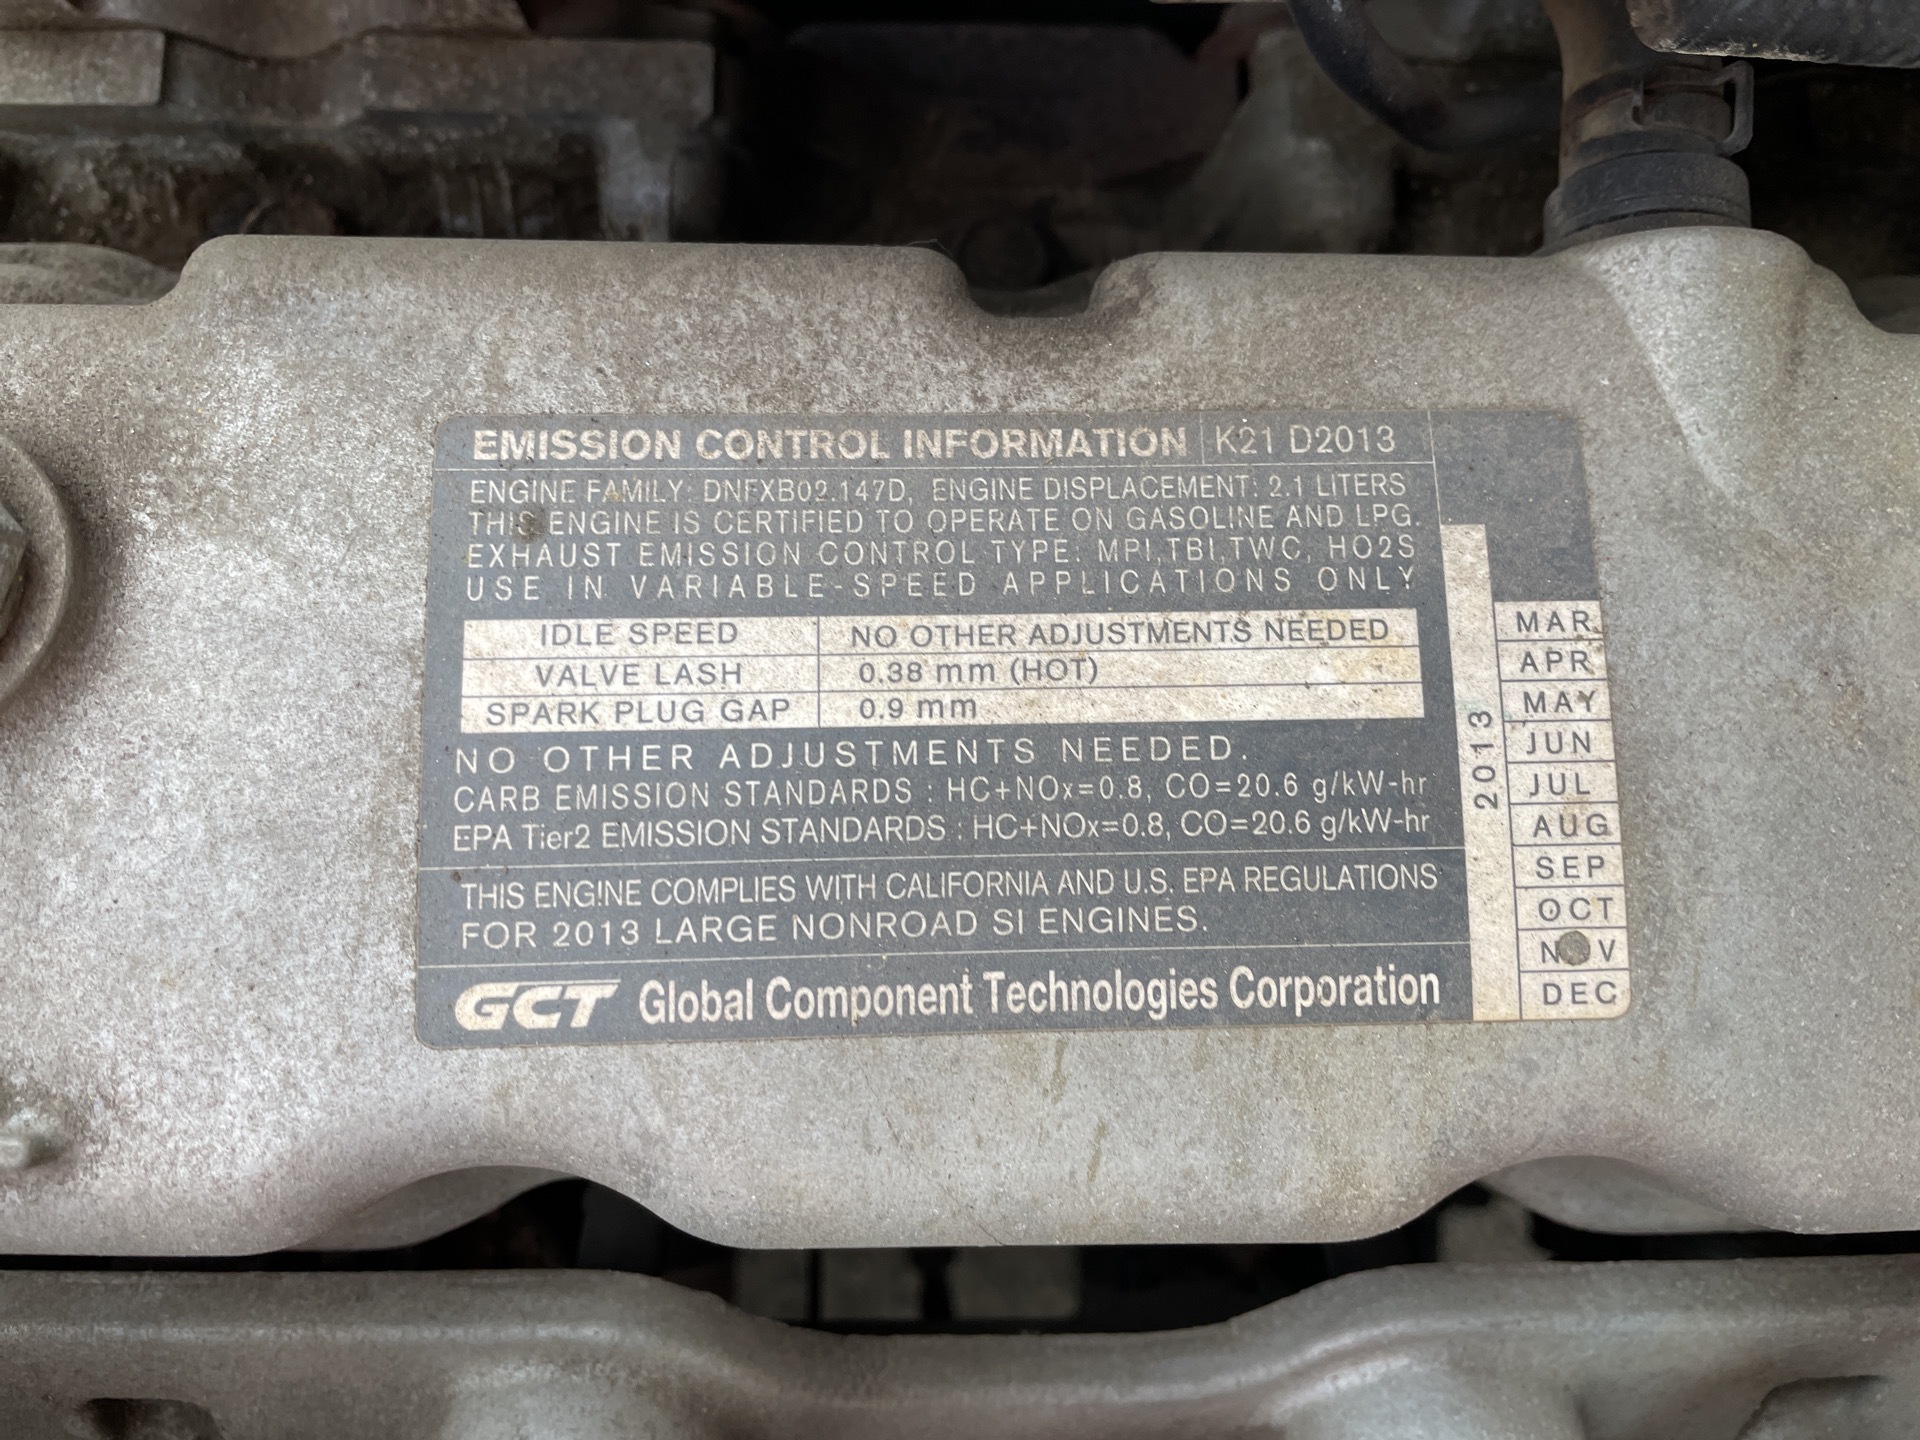 EMISSION CONTROL INFORMATION K21 D2013
ENGINE FAMILY: DNFXB02.147D, ENGINE DISPLACEMENT: 2.1 LITERS
THIS ENGINE IS CERTIFIED TO OPERATE ON GASOLINE AND LPG.
EXHAUST EMISSION CONTROL TYPE: MPI,TBI,TWC, HO2S
USE IN VARIABLE-SPEED APPLICATIONS ONLY
IDLE SPEED NO OTHER ADJUSTMENTS NEEDED
VALVE LASH 0.38 mm (HOT)
SPARK PLUG GAP 0.9 mm
NO OTHER ADJUSTMENTS NEEDED.
CARB EMISSION STANDARDS : HC+NOx=0.8, CO=20.6 g/kW-hr
EPA Tier2 EMISSION STANDARDS : HC+NOx=0.8, CO=20.6 g/kW-hr
THIS ENGINE COMPLIES WITH CALIFORNIA AND U.S. EPA REGULATIONS
FOR 2013 LARGE NONROAD SI ENGINES.
GCT Global Component Technologies Corporation
2013
MAR.
APR
MAY
JUN
JUL
AUG
SEP
OCT
NOV
DEC